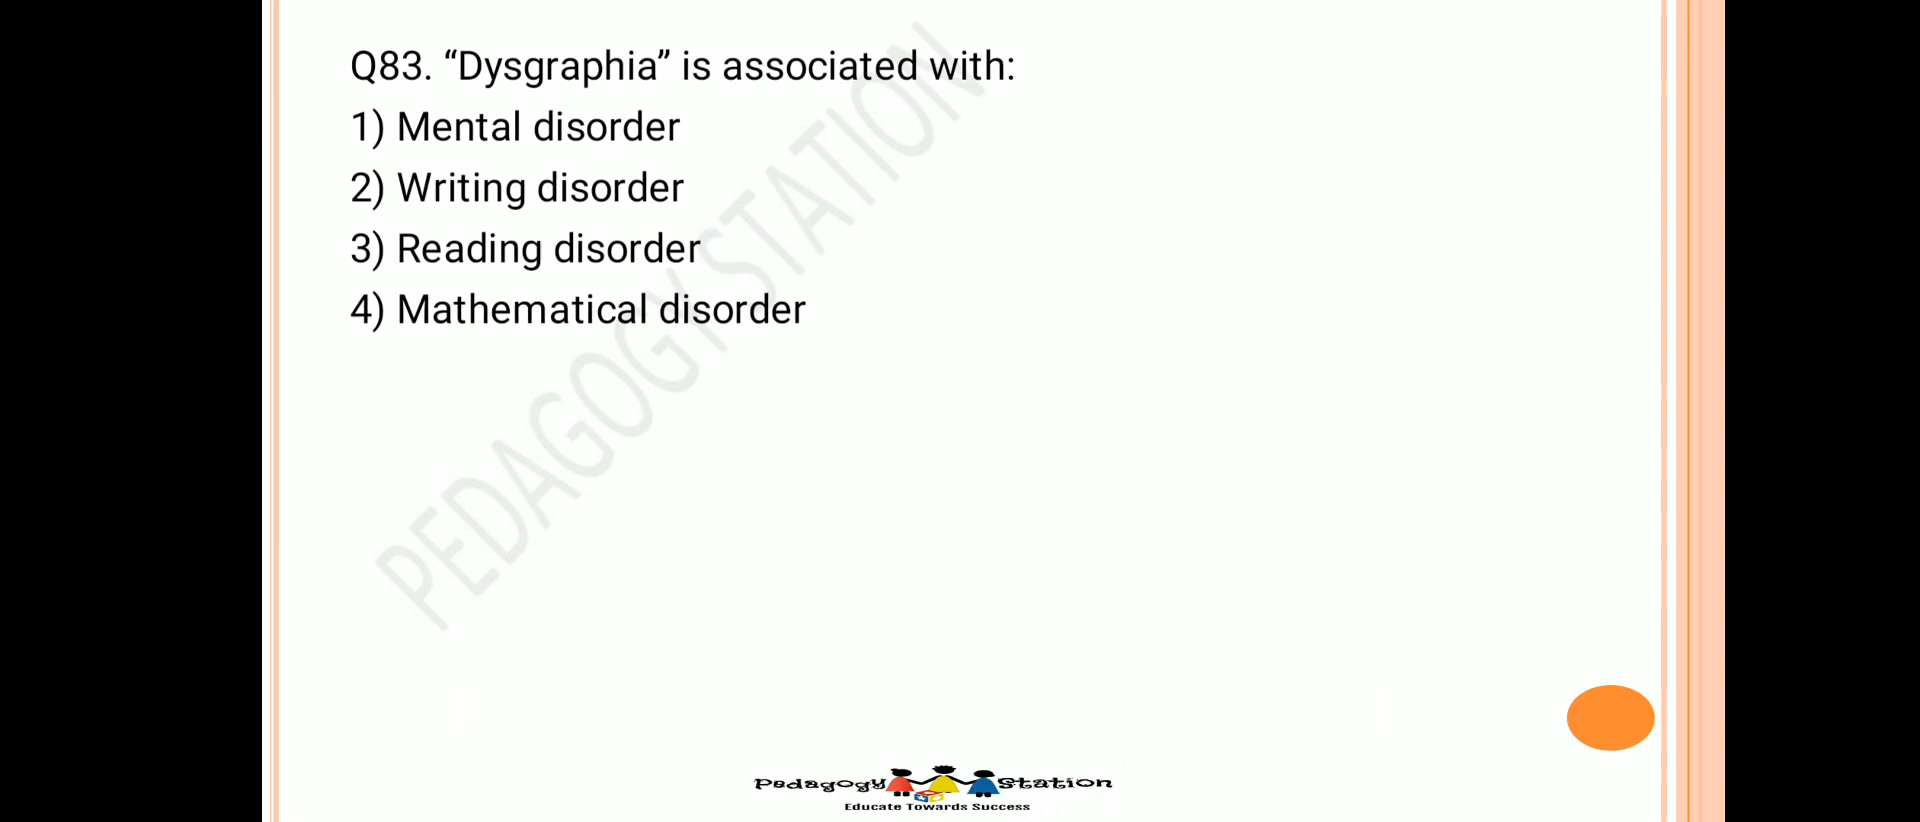 Q83. “Dysgraphia” is associated with:
1) Mental disorder
2) Writing disorder
3) Reading disorder
4) Mathematical disorder
PEDAGOGY STATION
Pedagogy Station
Educate Towards Success